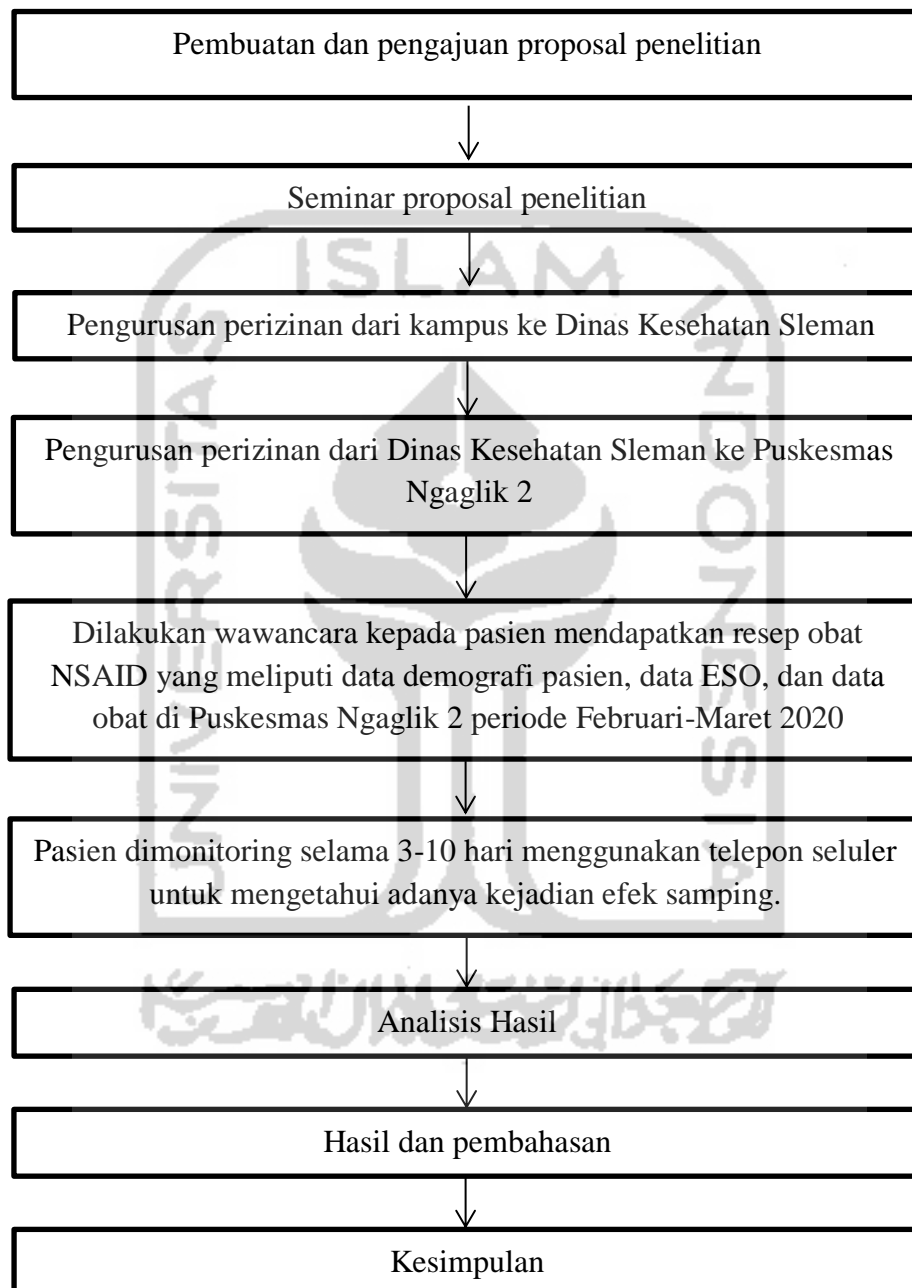 Pembuatan dan pengajuan proposal penelitian
Seminar proposal penelitian
Pengurusan perizinan dari kampus ke Dinas Kesehatan Sleman
Pengurusan perizinan dari Dinas Kesehatan Sleman ke Puskesmas
Ngaglik 2
Dilakukan wawancara kepada pasien mendapatkan resep obat
NSAID yang meliputi data demografi pasien, data ESO, dan data
obat di Puskesmas Ngaglik 2 periode Februari-Maret 2020
Pasien dimonitoring selama 3-10 hari menggunakan telepon seluler
untuk mengetahui adanya kejadian efek samping.
Analisis Hasil
Hasil dan pembahasan
Kesimpulan
UNIVERSITAS
ISLAM
INDONESIA